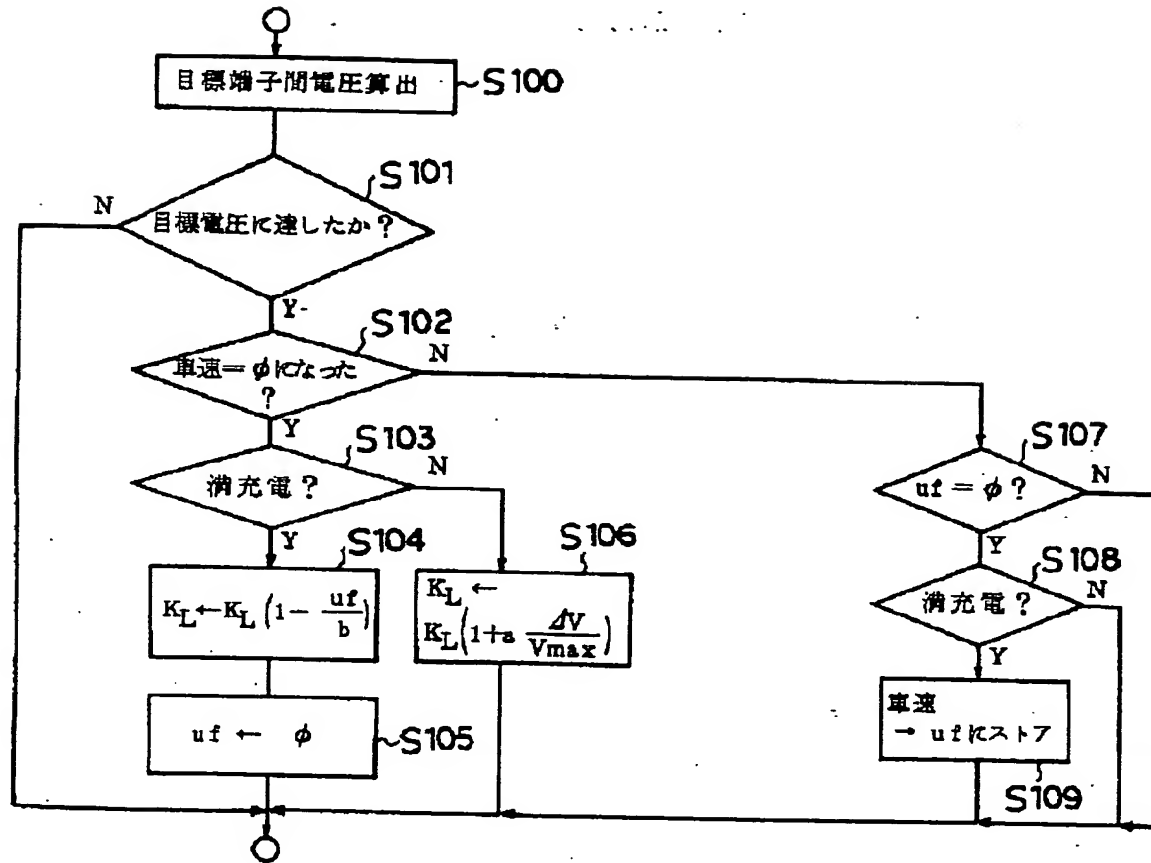 目標端子間電圧算出
S100
S101
N
目標電圧に達したか？
Y
S102
車速＝φになった
？
N
Y
S103
満充電？
N
Y
S104
K_L←K_L(1-uf/b)
S106
K_L←
K_L(1+a ΔV/Vmax)
uf ← φ
S105
S107
uf = φ？
N
Y
S108
満充電？
N
Y
車速
→ ufにストア
S109